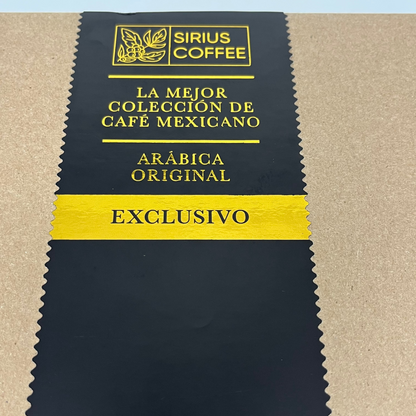 SIRIUS
COFFEE
LA MEJOR
COLECCIÓN DE
CAFÉ MEXICANO
ARÁBICA
ORIGINAL
EXCLUSIVO